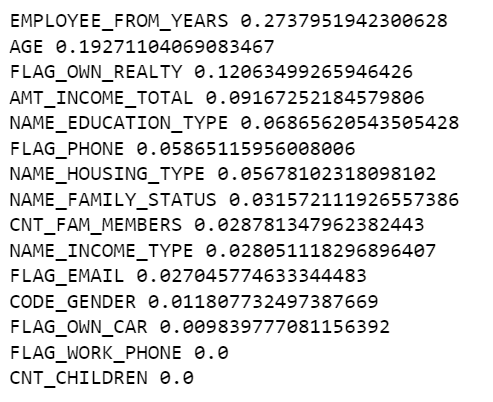 EMPLOYEE_FROM_YEARS 0.2737951942300628
AGE 0.19271104069083467
FLAG_OWN_REALTY 0.12063499265946426
AMT_INCOME_TOTAL 0.09167252184579806
NAME_EDUCATION_TYPE 0.06865620543505428
FLAG_PHONE 0.05865115956008006
NAME_HOUSING_TYPE 0.05678102318098102
NAME_FAMILY_STATUS 0.031572111926557386
CNT_FAM_MEMBERS 0.028781347962382443
NAME_INCOME_TYPE 0.028051118296896407
FLAG_EMAIL 0.027045774633344483
CODE_GENDER 0.011807732497387669
FLAG_OWN_CAR 0.009839777081156392
FLAG_WORK_PHONE 0.0
CNT_CHILDREN 0.0